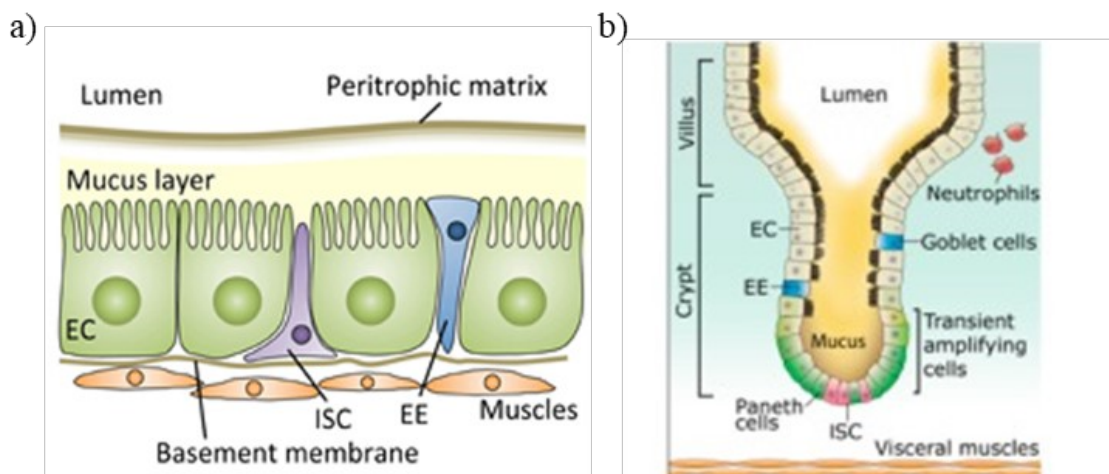 a)
Lumen
Peritrophic matrix
Mucus layer
EC
ISC
EE
Muscles
Basement membrane
b)
Lumen
Villus
Neutrophils
EC
Goblet cells
Crypt
EE
Mucus
Transient
amplifying
cells
Paneth
cells
ISC
Visceral muscles